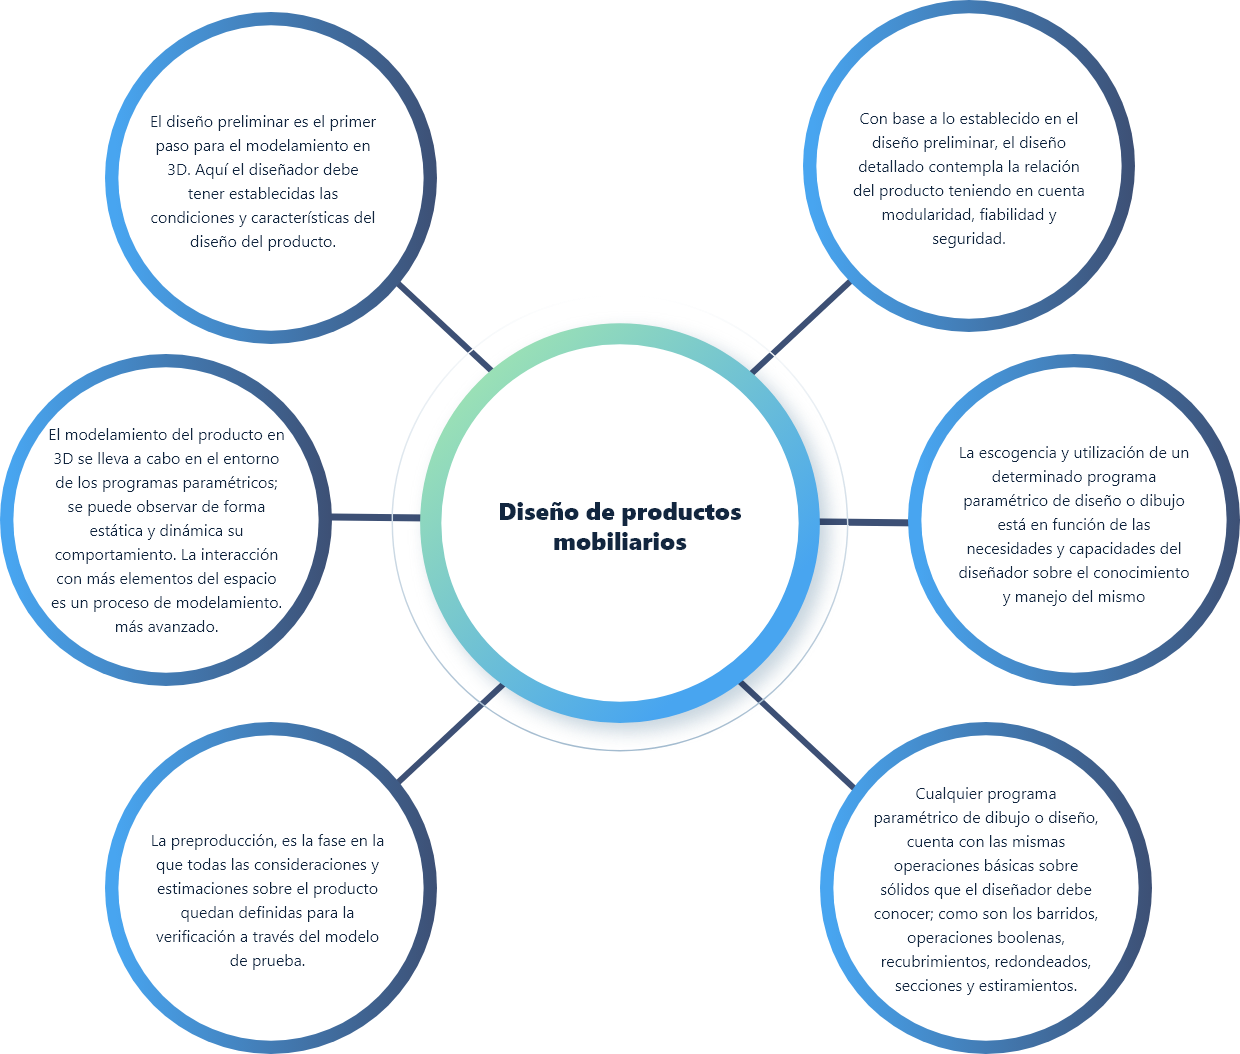 El diseño preliminar es el primer
paso para el modelamiento en
3D. Aquí el diseñador debe
tener establecidas las
condiciones y características del
diseño del producto.
Con base a lo establecido en el
diseño preliminar, el diseño
detallado contempla la relación
del producto teniendo en cuenta
modularidad, fiabilidad y
seguridad.
El modelamiento del producto en
3D se lleva a cabo en el entorno
de los programas paramétricos;
se puede observar de forma
estática y dinámica su
comportamiento. La interacción
con más elementos del espacio
es un proceso de modelamiento.
más avanzado.
Diseño de productos
mobiliarios
La escogencia y utilización de un
determinado programa
paramétrico de diseño o dibujo
está en función de las
necesidades y capacidades del
diseñador sobre el conocimiento
y manejo del mismo
La preproducción, es la fase en la
que todas las consideraciones y
estimaciones sobre el producto
quedan definidas para la
verificación a través del modelo
de prueba.
Cualquier programa
paramétrico de dibujo o diseño,
cuenta con las mismas
operaciones básicas sobre
sólidos que el diseñador debe
conocer; como son los barridos,
operaciones boolenas,
recubrimientos, redondeados,
secciones y estiramientos.